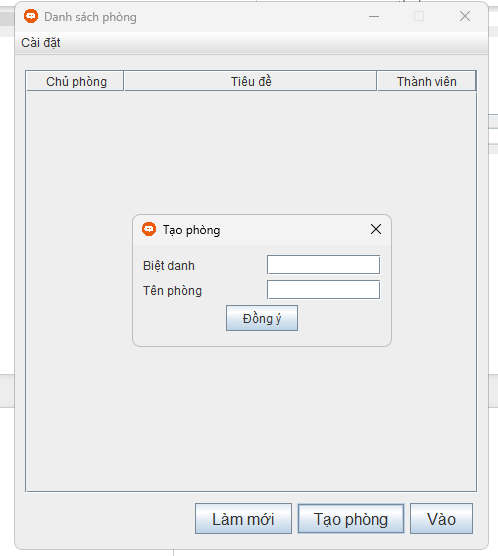 Danh sách phòng
Cài đặt
Chủ phòng Tiêu đề Thành viên
Tạo phòng
Biệt danh
Tên phòng
Đồng ý
Làm mới Tạo phòng Vào